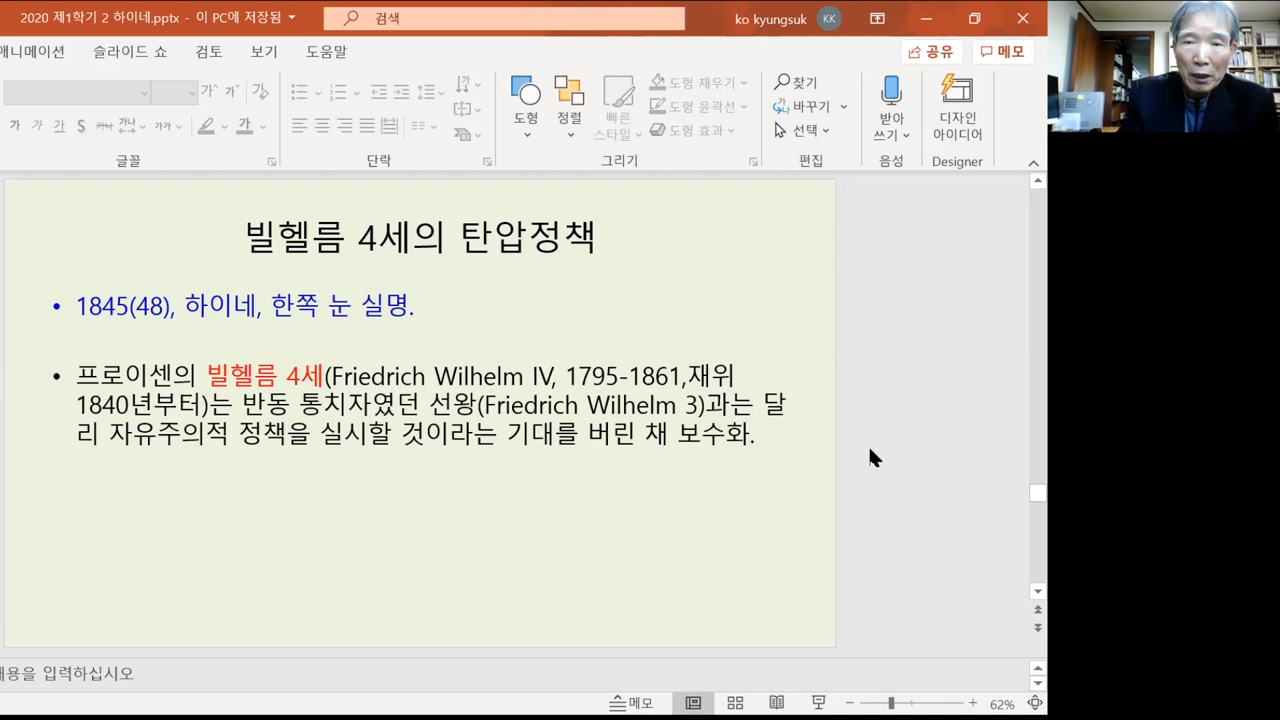 2020 제1학기 2 하이네.pptx - 이 PC에 저장됨
검색
ko kyungsuk
KK
애니메이션 슬라이드 쇼 검토 보기 도움말
공유
메모
찾기
도형 채우기
바꾸기
도형 윤곽선
선택
도형 효과
도형
정렬
빠른
스타일
받아
쓰기
디자인
아이디어
글꼴
단락
그리기
편집
음성
Designer
빌헬름 4세의 탄압정책
• 1845(48), 하이네, 한쪽 눈 실명.
• 프로이센의 빌헬름 4세(Friedrich Wilhelm IV, 1795-1861,재위
1840년부터)는 반동 통치자였던 선왕(Friedrich Wilhelm 3)과는 달
리 자유주의적 정책을 실시할 것이라는 기대를 버린 채 보수화.
내용을 입력하십시오
메모
62%